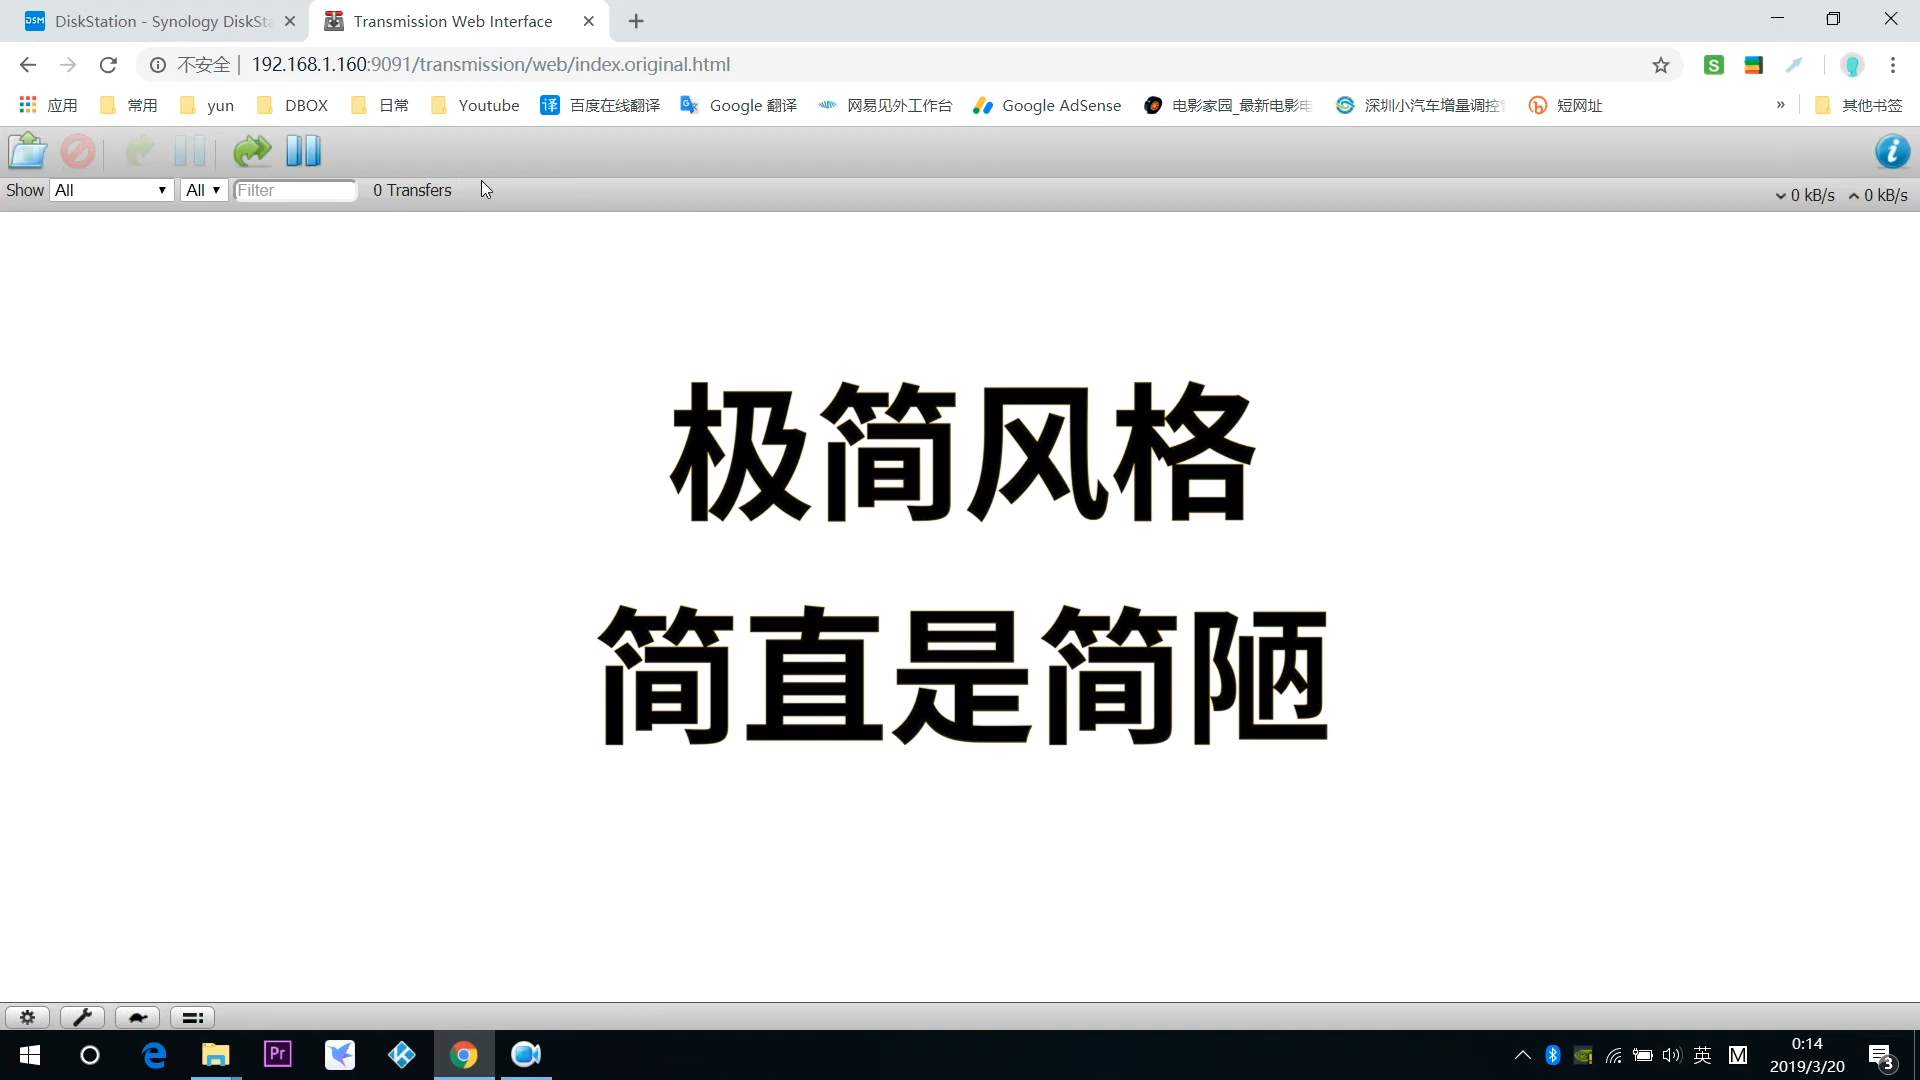 DiskStation - Synology DiskSta
Transmission Web Interface
不安全 | 192.168.1.160:9091/transmission/web/index.original.html
应用 常用 yun DBOX 日常 Youtube 百度在线翻译 Google 翻译 网易见外工作台 Google AdSense 电影家园_最新电影电 深圳小汽车增量调控 短网址 » 其他书签
Show All All Filter 0 Transfers 0 kB/s 0 kB/s
极简风格
简直是简陋
英 M 0:14
2019/3/20 3